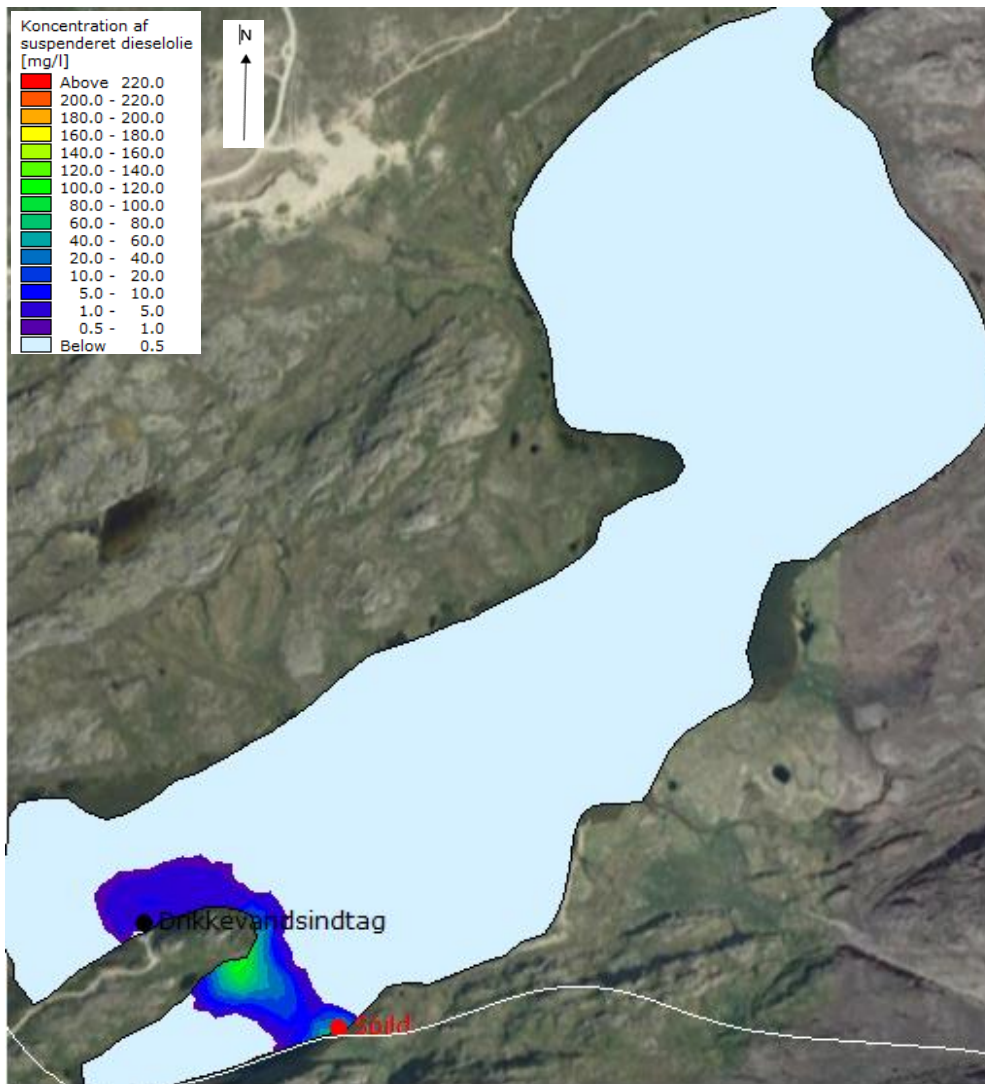 Koncentration af
suspenderet dieselolie
[mg/l]
Above 220.0
200.0 - 220.0
180.0 - 200.0
160.0 - 180.0
140.0 - 160.0
120.0 - 140.0
100.0 - 120.0
80.0 - 100.0
60.0 - 80.0
40.0 - 60.0
20.0 - 40.0
10.0 - 20.0
5.0 - 10.0
1.0 - 5.0
0.5 - 1.0
Below 0.5
N
Drikkevandsindtag
Spild